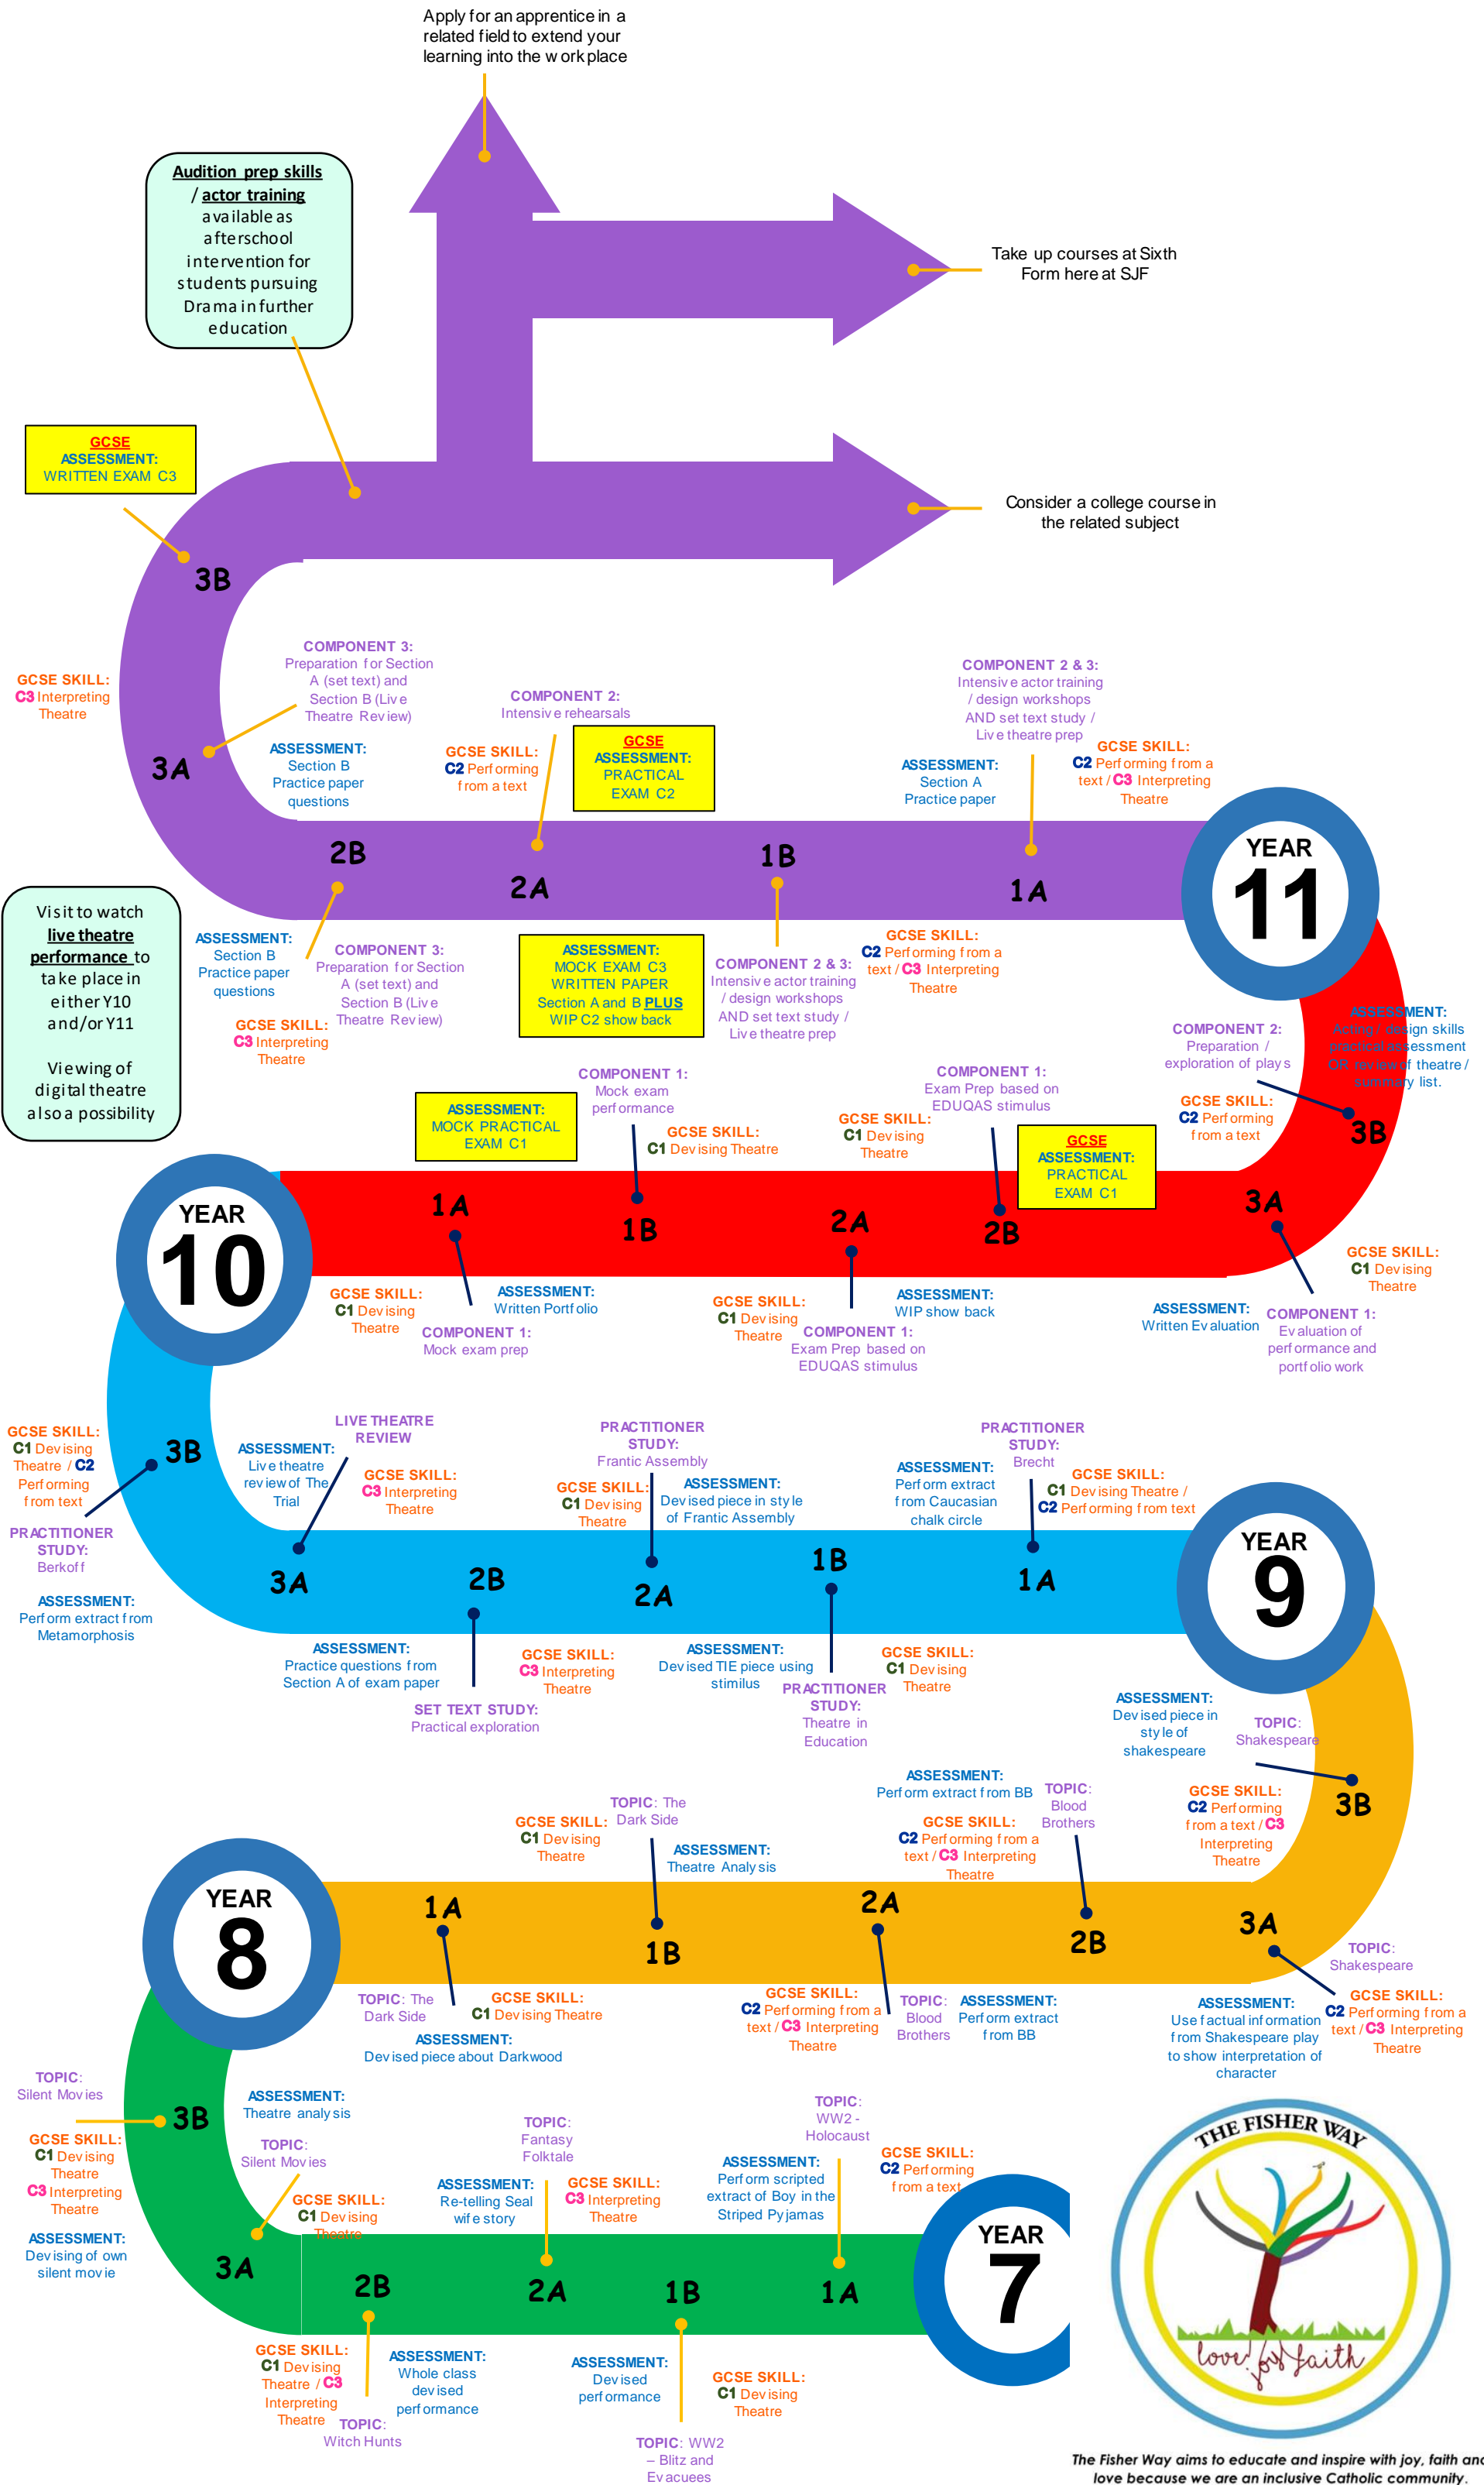 Apply for an apprentice in a
related field to extend your
learning into the workplace
Audition prep skills
/ actor training
available as
afterschool
intervention for
students pursuing
Drama in further
education
Take up courses at Sixth
Form here at SJF
GCSE
ASSESSMENT:
WRITTEN EXAM C3
Consider a college course in
the related subject
3B
GCSE SKILL:
C3 Interpreting
Theatre
COMPONENT 3:
Preparation for Section
A (set text) and
Section B (Live
Theatre Review)
3A
ASSESSMENT:
Section B
Practice paper
questions
COMPONENT 2:
Intensive rehearsals
GCSE SKILL:
C2 Performing
from a text
GCSE
ASSESSMENT:
PRACTICAL
EXAM C2
COMPONENT 2 & 3:
Intensive actor training
/ design workshops
AND set text study /
Live theatre prep
ASSESSMENT:
Section A
Practice paper
GCSE SKILL:
C2 Performing from a
text / C3 Interpreting
Theatre
2B
2A
1B
1A
YEAR
11
Visit to watch
live theatre
performance to
take place in
either Y10
and/or Y11
Viewing of
digital theatre
also a possibility
ASSESSMENT:
Section B
Practice paper
questions
COMPONENT 3:
Preparation for Section
A (set text) and
Section B (Live
Theatre Review)
GCSE SKILL:
C3 Interpreting
Theatre
ASSESSMENT:
MOCK EXAM C3
WRITTEN PAPER
Section A and B PLUS
WIP C2 show back
COMPONENT 2 & 3:
Intensive actor training
/ design workshops
AND set text study /
Live theatre prep
GCSE SKILL:
C2 Performing from a
text / C3 Interpreting
Theatre
COMPONENT 2:
Preparation /
exploration of plays
ASSESSMENT:
Acting / design skills
practical assessment
OR review of theatre /
summary list.
GCSE SKILL:
C2 Performing
from a text
3B
ASSESSMENT:
MOCK PRACTICAL
EXAM C1
COMPONENT 1:
Mock exam
performance
GCSE SKILL:
C1 Devising Theatre
GCSE SKILL:
C1 Devising
Theatre
COMPONENT 1:
Exam Prep based on
EDUQAS stimulus
GCSE
ASSESSMENT:
PRACTICAL
EXAM C1
YEAR
10
1A
1B
2A
2B
3A
GCSE SKILL:
C1 Devising
Theatre
ASSESSMENT:
Written Portfolio
COMPONENT 1:
Mock exam prep
GCSE SKILL:
C1 Devising
Theatre
ASSESSMENT:
WIP show back
COMPONENT 1:
Exam Prep based on
EDUQAS stimulus
ASSESSMENT:
Written Evaluation
COMPONENT 1:
Evaluation of
performance and
portfolio work
GCSE SKILL:
C1 Devising
Theatre
GCSE SKILL:
C1 Devising
Theatre / C2
Performing
from text
3B
PRACTITIONER
STUDY:
Berkoff
ASSESSMENT:
Perform extract from
Metamorphosis
ASSESSMENT:
Live theatre
review of The
Trial
LIVE THEATRE
REVIEW
GCSE SKILL:
C3 Interpreting
Theatre
PRACTITIONER
STUDY:
Frantic Assembly
GCSE SKILL:
C1 Devising
Theatre
ASSESSMENT:
Devised piece in style
of Frantic Assembly
PRACTITIONER
STUDY:
Brecht
ASSESSMENT:
Perform extract
from Caucasian
chalk circle
GCSE SKILL:
C1 Devising Theatre /
C2 Performing from text
3A
2B
2A
1B
1A
YEAR
9
ASSESSMENT:
Practice questions from
Section A of exam paper
SET TEXT STUDY:
Practical exploration
GCSE SKILL:
C3 Interpreting
Theatre
ASSESSMENT:
Devised TIE piece using
stimilus
PRACTITIONER
STUDY:
Theatre in
Education
GCSE SKILL:
C1 Devising
Theatre
ASSESSMENT:
Devised piece in
style of
shakespeare
TOPIC:
Shakespeare
GCSE SKILL:
C2 Performing
from a text / C3
Interpreting
Theatre
3B
GCSE SKILL:
C1 Devising
Theatre
TOPIC: The
Dark Side
ASSESSMENT:
Theatre Analysis
ASSESSMENT:
Perform extract from BB
TOPIC:
Blood
Brothers
GCSE SKILL:
C2 Performing from a
text / C3 Interpreting
Theatre
YEAR
8
1A
1B
2A
2B
3A
TOPIC: The
Dark Side
GCSE SKILL:
C1 Devising Theatre
ASSESSMENT:
Devised piece about Darkwood
GCSE SKILL:
C2 Performing from a
text / C3 Interpreting
Theatre
TOPIC:
Blood
Brothers
ASSESSMENT:
Perform extract
from BB
TOPIC:
Shakespeare
ASSESSMENT:
Use factual information
from Shakespeare play
to show interpretation of
character
GCSE SKILL:
C2 Performing from a
text / C3 Interpreting
Theatre
TOPIC:
Silent Movies
3B
GCSE SKILL:
C1 Devising
Theatre
C3 Interpreting
Theatre
ASSESSMENT:
Devising of own
silent movie
ASSESSMENT:
Theatre analysis
TOPIC:
Silent Movies
GCSE SKILL:
C1 Devising
Theatre
TOPIC:
Fantasy
Folktale
ASSESSMENT:
Re-telling Seal
wife story
GCSE SKILL:
C3 Interpreting
Theatre
TOPIC:
WW2 -
Holocaust
ASSESSMENT:
Perform scripted
extract of Boy in the
Striped Pyjamas
GCSE SKILL:
C2 Performing
from a text
3A
2B
2A
1B
1A
YEAR
7
GCSE SKILL:
C1 Devising
Theatre / C3
Interpreting
Theatre
TOPIC:
Witch Hunts
ASSESSMENT:
Whole class
devised
performance
ASSESSMENT:
Devised
performance
TOPIC: WW2
– Blitz and
Evacuees
GCSE SKILL:
C1 Devising
Theatre
THE FISHER WAY
love joy faith
The Fisher Way aims to educate and inspire with joy, faith and
love because we are an inclusive Catholic community.